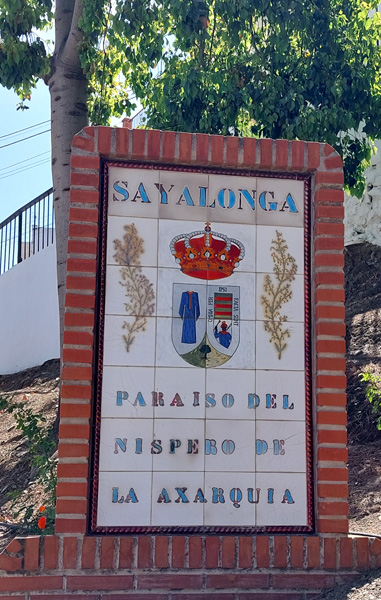 SAYALONGA
PARAISO DEL
NISPERO DE
LA AXARQUIA